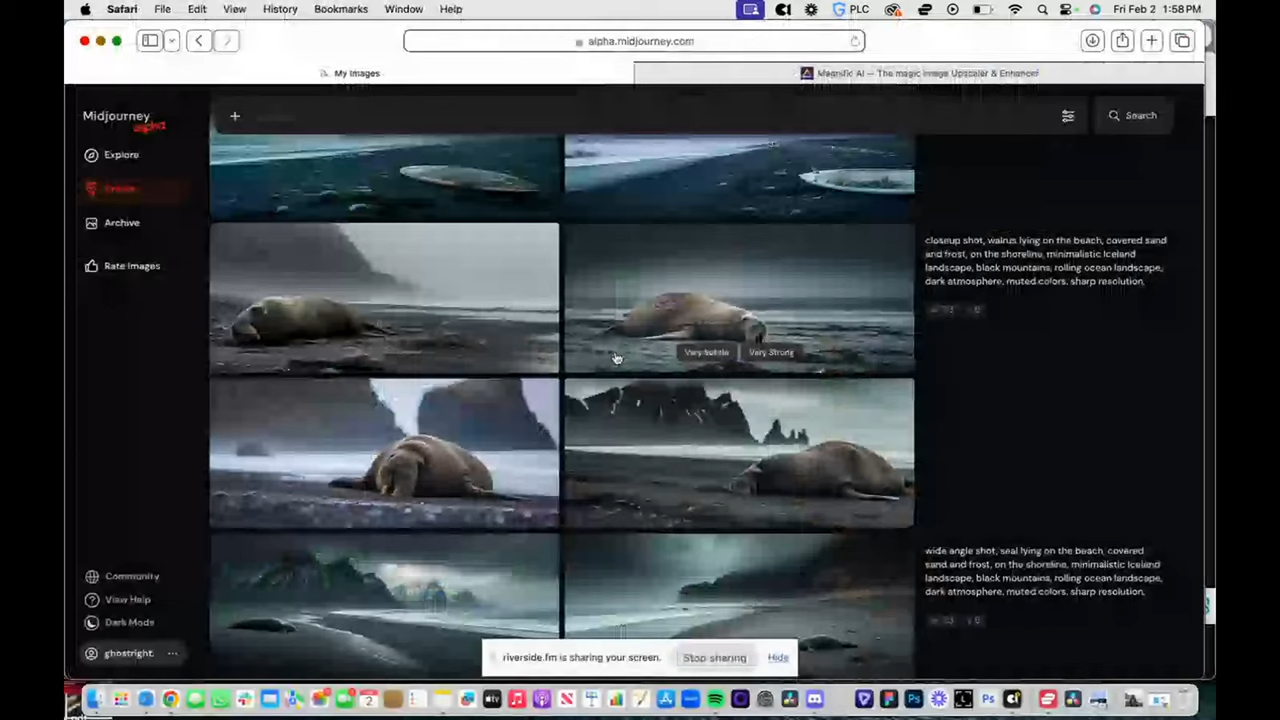 Safari File Edit View History Bookmarks Window Help PLC Fri Feb 2 1:58 PM
alpha.midjourney.com
My Images Magnific AI — The magic Image Upscaler & Enhancer
Midjourney
alpha
Search
Explore
Create
Archive
Rate Images
closeup shot, walrus lying on the beach, covered sand
and frost, on the shoreline, minimalistic Iceland
landscape, black mountains, rolling ocean landscape,
dark atmosphere, muted colors, sharp resolution,
Vary Subtle Vary Strong
wide angle shot, seal lying on the beach, covered
sand and frost, on the shoreline, minimalistic Iceland
landscape, black mountains, rolling ocean landscape,
dark atmosphere, muted colors, sharp resolution,
Community
View Help
Dark Mode
ghostright.
riverside.fm is sharing your screen. Stop sharing Hide